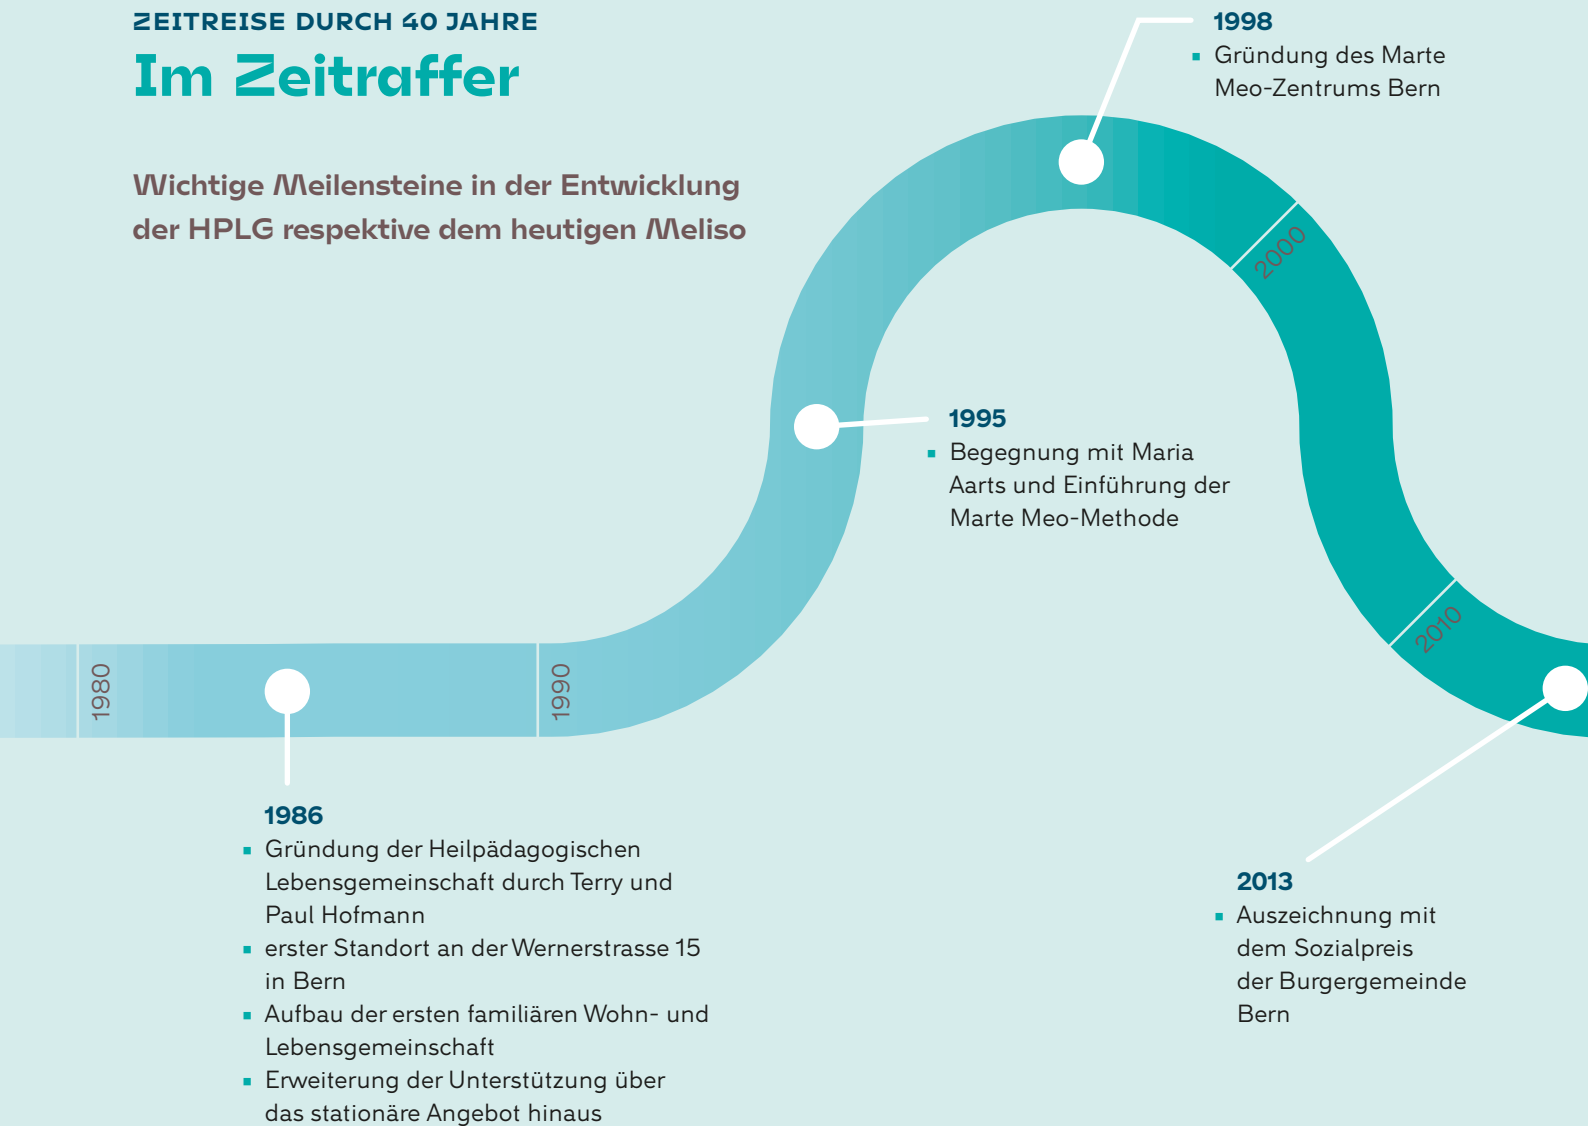 ZEITREISE DURCH 40 JAHRE
Im Zeitraffer
Wichtige Meilensteine in der Entwicklung
der HPLG respektive dem heutigen Meliso
1980
1986
▪ Gründung der Heilpädagogischen
Lebensgemeinschaft durch Terry und
Paul Hofmann
▪ erster Standort an der Wernerstrasse 15
in Bern
▪ Aufbau der ersten familiären Wohn- und
Lebensgemeinschaft
▪ Erweiterung der Unterstützung über
das stationäre Angebot hinaus
1990
1995
▪ Begegnung mit Maria
Aarts und Einführung der
Marte Meo-Methode
1998
▪ Gründung des Marte
Meo-Zentrums Bern
2000
2010
2013
▪ Auszeichnung mit
dem Sozialpreis
der Burgergemeinde
Bern